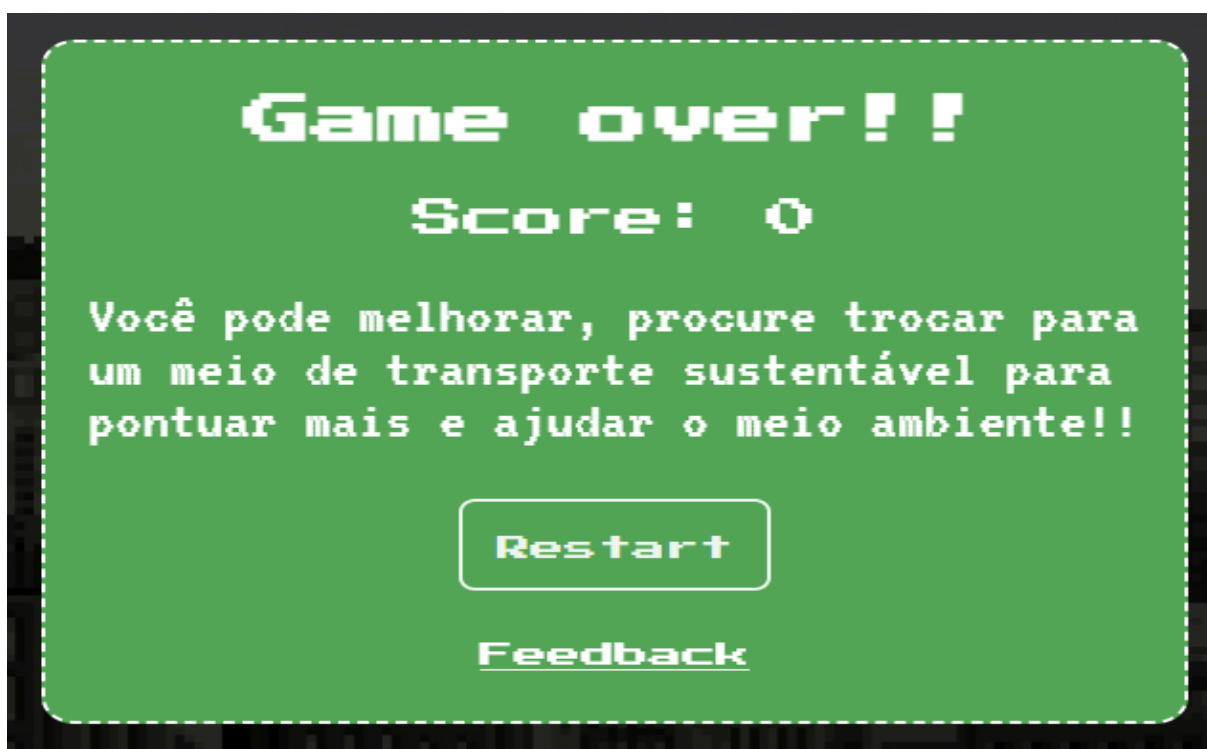 Game over!!
Score: 0
Você pode melhorar, procure trocar para
um meio de transporte sustentável para
pontuar mais e ajudar o meio ambiente!!
Restart
Feedback